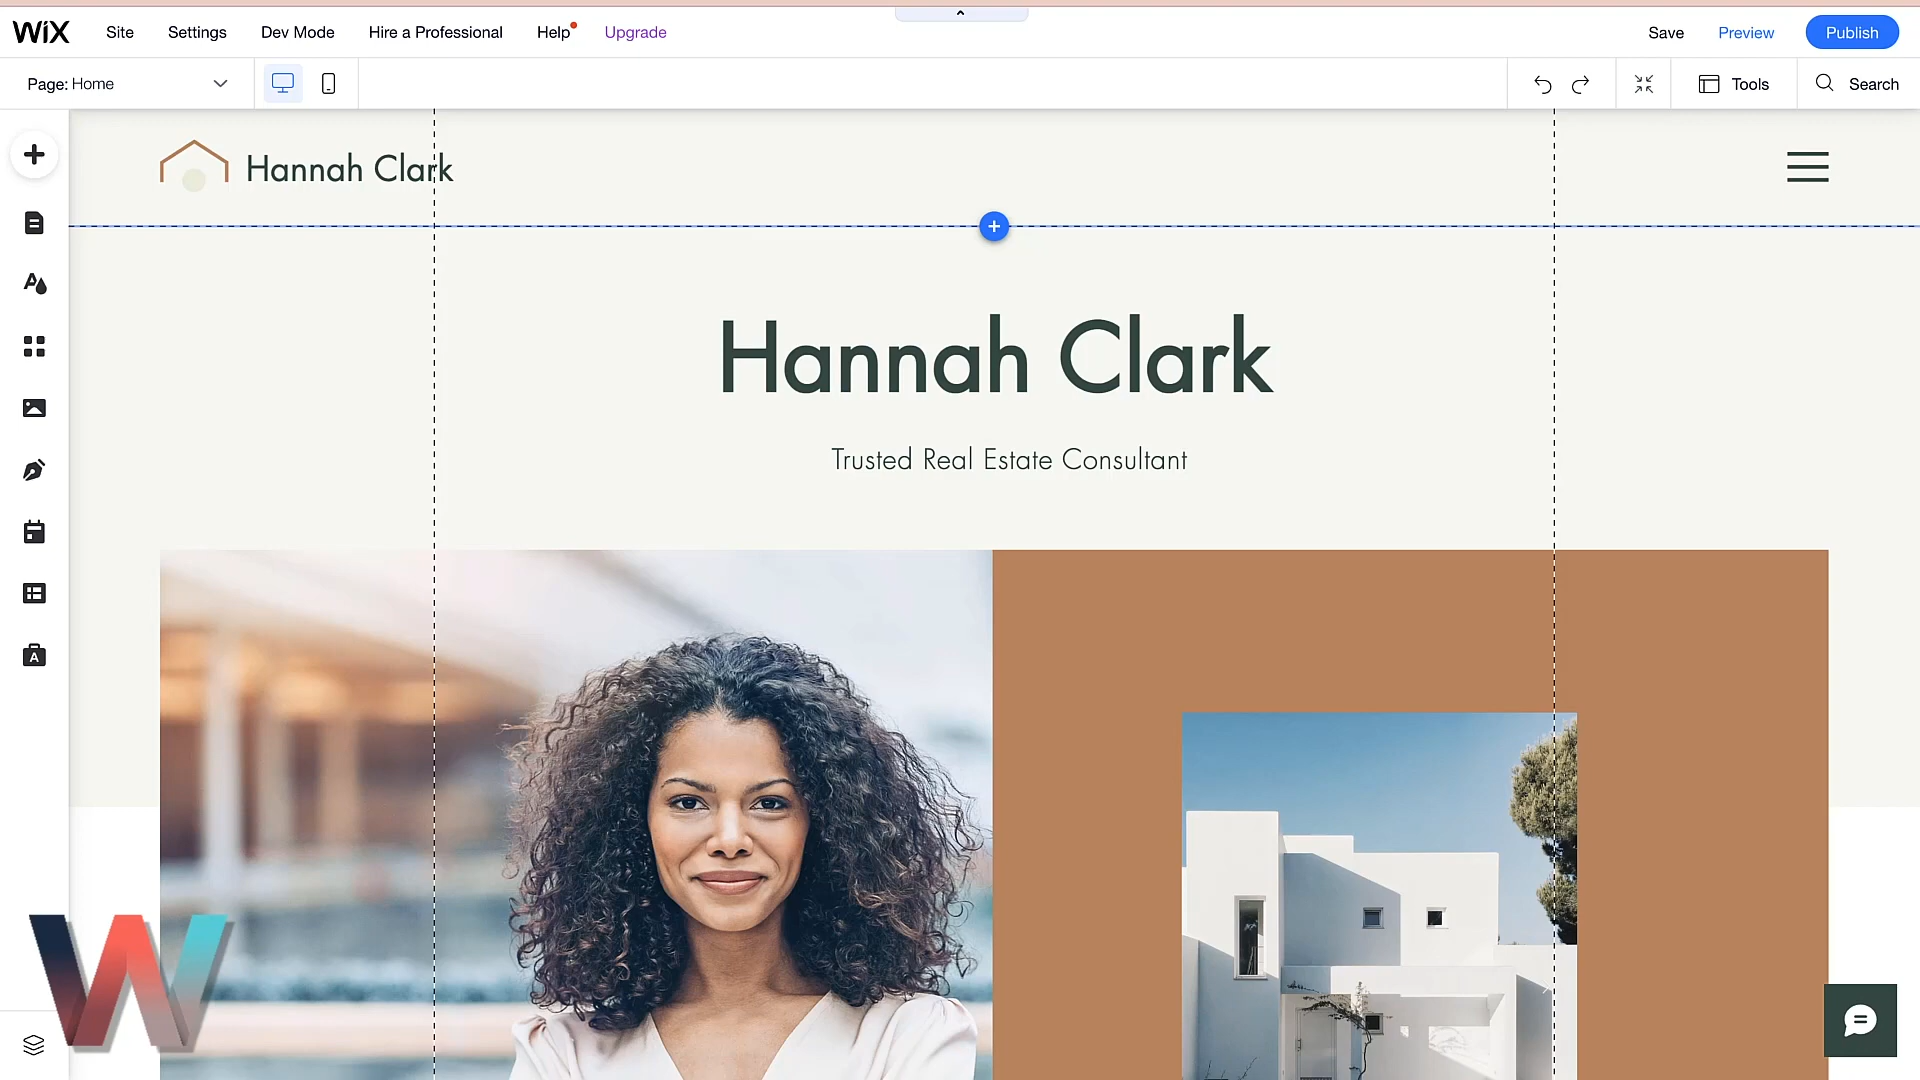 WiX Site Settings Dev Mode Hire a Professional Help Upgrade Save Preview Publish
Page: Home Tools Search
Hannah Clark
Hannah Clark
Trusted Real Estate Consultant
A
A
W